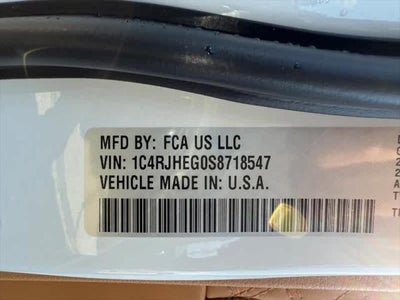 MFD BY: FCA US LLC
VIN: 1C4RJHEG0S8718547
VEHICLE MADE IN: U.S.A.